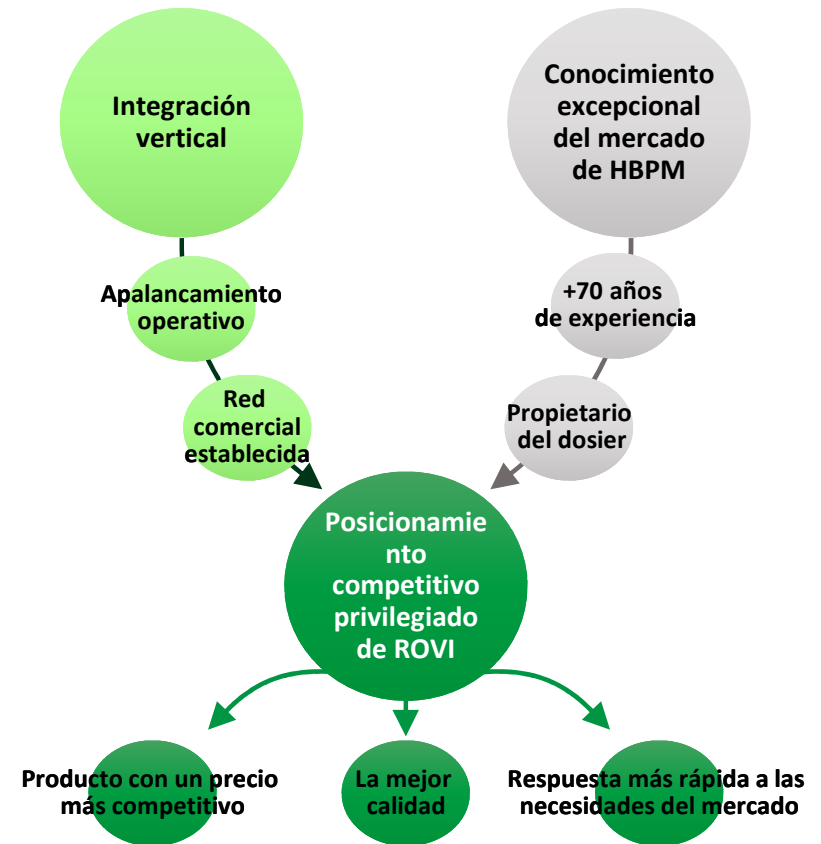 Integración
vertical
Conocimiento
excepcional
del mercado
de HBPM
Apalancamiento
operativo
+70 años
de experiencia
Red
comercial
establecida
Propietario
del dosier
Posicionamie
nto
competitivo
privilegiado
de ROVI
Producto con un precio
más competitivo
La mejor
calidad
Respuesta más rápida a las
necesidades del mercado